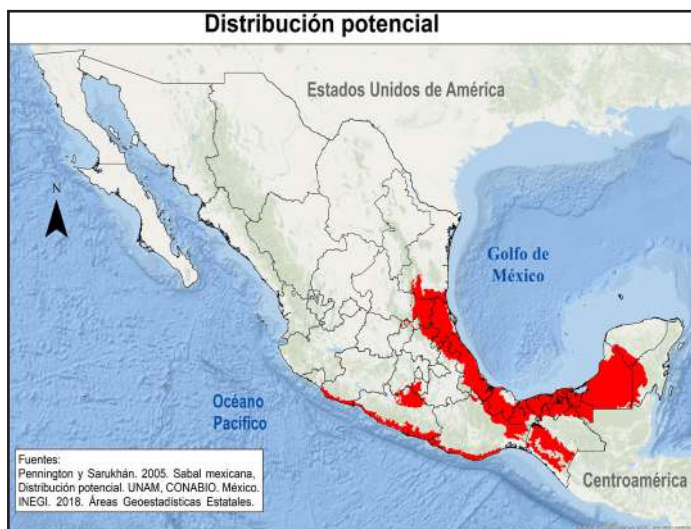 Distribución potencial
Estados Unidos de América
N
Golfo de
México
Océano
Pacífico
Fuentes:
Pennington y Sarukhán. 2005. Sabal mexicana,
Distribución potencial. UNAM, CONABIO. México.
INEGI. 2018. Áreas Geoestadísticas Estatales.
Centroamérica